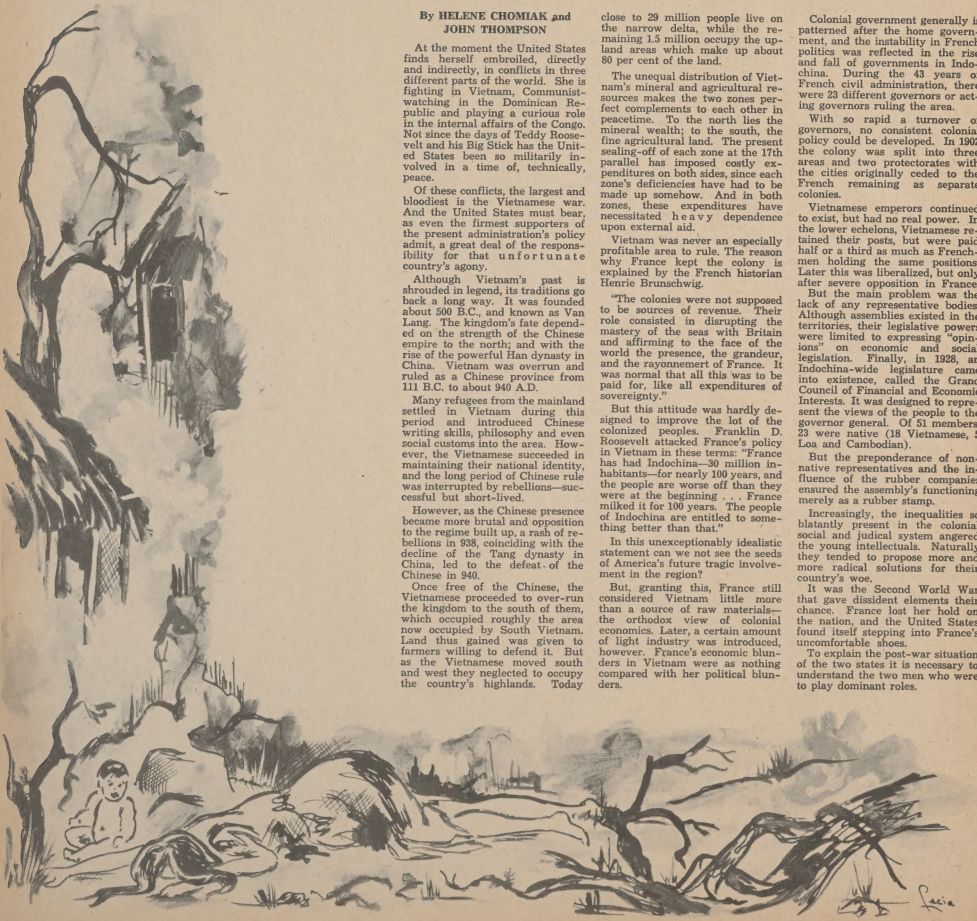 By HELENE CHOMIAK and
JOHN THOMPSON
At the moment the United States
finds herself embroiled, directly
and indirectly, in conflicts in three
different parts of the world. She is
fighting in Vietnam, Communist-
watching in the Dominican Re-
public and playing a curious role
in the internal affairs of the Congo.
Not since the days of Teddy Roose-
velt and his Big Stick has the Unit-
ed States been so militarily in-
volved in a time of, technically,
peace.
Of these conflicts, the largest and
bloodiest is the Vietnamese war.
And the United States must bear,
as even the firmest supporters of
the present administration's policy
admit, a great deal of the respons-
ibility for that unfortunate
country's agony.
Although Vietnam's past is
shrouded in legend, its traditions go
back a long way. It was founded
about 500 B.C., and known as Van
Lang. The kingdom's fate depend-
ed on the strength of the Chinese
empire to the north; and with the
rise of the powerful Han dynasty in
China. Vietnam was overrun and
ruled as a Chinese province from
111 B.C. to about 940 A.D.
Many refugees from the mainland
settled in Vietnam during this
period and introduced Chinese
writing skills, philosophy and even
social customs into the area. How-
ever, the Vietnamese succeeded in
maintaining their national identity,
and the long period of Chinese rule
was interrupted by rebellions—suc-
cessful but short-lived.
However, as the Chinese presence
became more brutal and opposition
to the regime built up, a rash of re-
bellions in 938, coinciding with the
decline of the Tang dynasty in
China, led to the defeat of the
Chinese in 940.
Once free of the Chinese, the
Vietnamese proceeded to over-run
the kingdom to the south of them,
which occupied roughly the area
now occupied by South Vietnam.
Land thus gained was given to
farmers willing to defend it. But
as the Vietnamese moved south
and west they neglected to occupy
the country's highlands. Today
close to 29 million people live on
the narrow delta, while the re-
maining 1.5 million occupy the up-
land areas which make up about
80 per cent of the land.
The unequal distribution of Viet-
nam's mineral and agricultural re-
sources makes the two zones per-
fect complements to each other in
peacetime. To the north lies the
mineral wealth; to the south, the
fine agricultural land. The present
sealing-off of each zone at the 17th
parallel has imposed costly ex-
penditures on both sides, since each
zone's deficiencies have had to be
made up somehow. And in both
zones, these expenditures have
necessitated heavy dependence
upon external aid.
Vietnam was never an especially
profitable area to rule. The reason
why France kept the colony is
explained by the French historian
Henrie Brunschwig.
"The colonies were not supposed
to be sources of revenue. Their
role consisted in disrupting the
mastery of the seas with Britain
and affirming to the face of the
world the presence, the grandeur,
and the rayonnement of France. It
was normal that all this was to be
paid for, like all expenditures of
sovereignty."
But this attitude was hardly de-
signed to improve the lot of the
colonized peoples. Franklin D.
Roosevelt attacked France's policy
in Vietnam in these terms: "France
has had Indochina—30 million in-
habitants—for nearly 100 years, and
the people are worse off than they
were at the beginning . . . France
milked it for 100 years. The people
of Indochina are entitled to some-
thing better than that."
In this unexceptionably idealistic
statement can we not see the seeds
of America's future tragic involve-
ment in the region?
But, granting this, France still
considered Vietnam little more
than a source of raw materials—
the orthodox view of colonial
economics. Later, a certain amount
of light industry was introduced,
however. France's economic blun-
ders in Vietnam were as nothing
compared with her political blun-
ders.
Colonial government generally i
patterned after the home govern-
ment, and the instability in French
politics was reflected in the rise
and fall of governments in Indo-
china. During the 43 years o
French civil administration, there
were 23 different governors or act-
ing governors ruling the area.
With so rapid a turnover o
governors, no consistent colonia
policy could be developed. In 1902
the colony was split into three
areas and two protectorates with
the cities originally ceded to the
French remaining as separate
colonies.
Vietnamese emperors continued
to exist, but had no real power. In
the lower echelons, Vietnamese re-
tained their posts, but were paid
half or a third as much as French-
men holding the same positions
Later this was liberalized, but only
after severe opposition in France
But the main problem was the
lack of any representative bodies
Although assemblies existed in the
territories, their legislative powers
were limited to expressing "opin-
ions" on economic and social
legislation. Finally, in 1928, an
Indochina-wide legislature came
into existence, called the Grand
Council of Financial and Economic
Interests. It was designed to repre-
sent the views of the people to the
governor general. Of 51 members
23 were native (18 Vietnamese, 5
Loa and Cambodian).
But the preponderance of non-
native representatives and the in-
fluence of the rubber companies
ensured the assembly's functioning
merely as a rubber stamp.
Increasingly, the inequalities so
blatantly present in the colonial
social and judical system angered
the young intellectuals. Naturally
they tended to propose more and
more radical solutions for their
country's woe.
It was the Second World War
that gave dissident elements their
chance. France lost her hold on
the nation, and the United States
found itself stepping into France's
uncomfortable shoes.
To explain the post-war situation
of the two states it is necessary to
understand the two men who were
to play dominant roles.